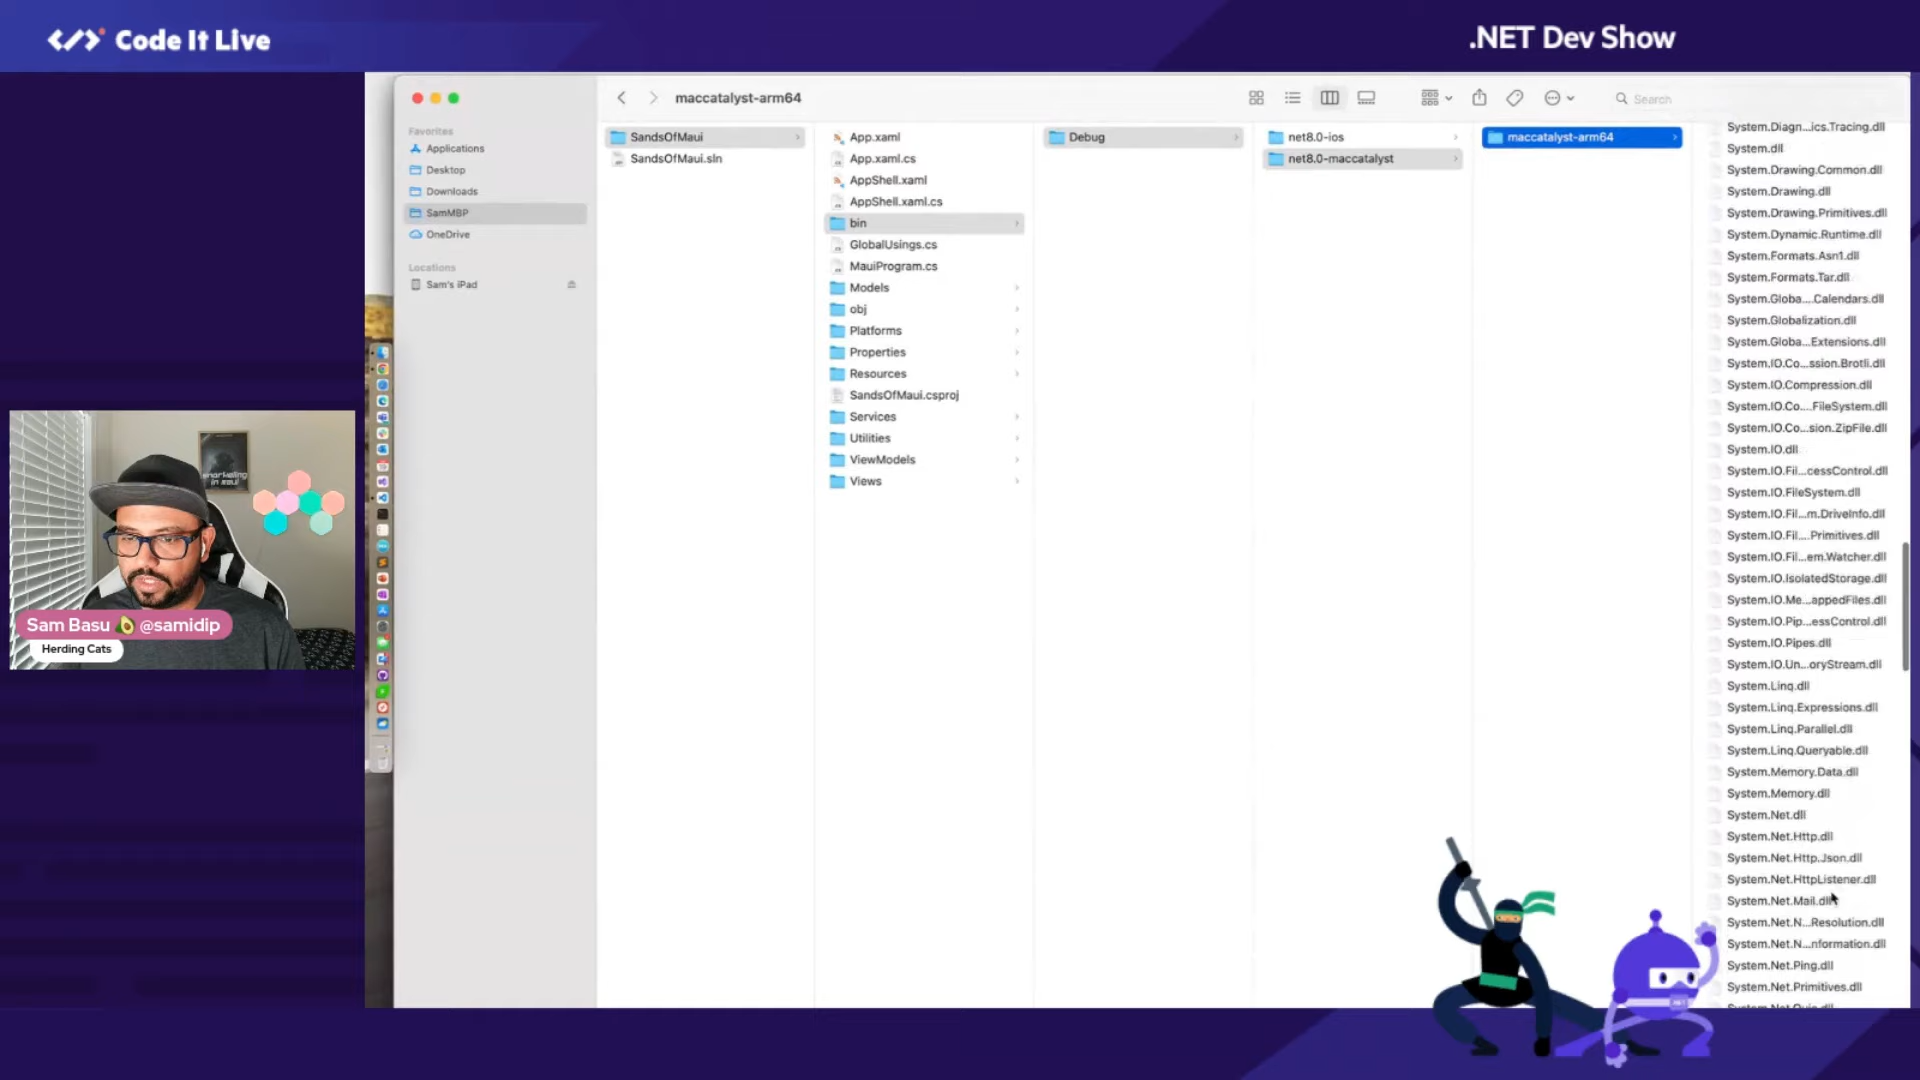 Code It Live
.NET Dev Show
maccatalyst-arm64
Search
Favorites
Applications
Desktop
Downloads
SamMBP
OneDrive
Locations
Sam's iPad
SandsOfMaui
SandsOfMaui.sln
App.xaml
App.xaml.cs
AppShell.xaml
AppShell.xaml.cs
bin
GlobalUsings.cs
MauiProgram.cs
Models
obj
Platforms
Properties
Resources
SandsOfMaui.csproj
Services
Utilities
ViewModels
Views
Debug
net8.0-ios
net8.0-maccatalyst
maccatalyst-arm64
System.Diagn...ics.Tracing.dll
System.dll
System.Drawing.Common.dll
System.Drawing.dll
System.Drawing.Primitives.dll
System.Dynamic.Runtime.dll
System.Formats.Asn1.dll
System.Formats.Tar.dll
System.Globa....Calendars.dll
System.Globalization.dll
System.Globa...Extensions.dll
System.IO.Co...ssion.Brotli.dll
System.IO.Compression.dll
System.IO.Co....FileSystem.dll
System.IO.Co...sion.ZipFile.dll
System.IO.dll
System.IO.Fil...cessControl.dll
System.IO.FileSystem.dll
System.IO.Fil...m.DriveInfo.dll
System.IO.Fil....Primitives.dll
System.IO.Fil...em.Watcher.dll
System.IO.IsolatedStorage.dll
System.IO.Me...appedFiles.dll
System.IO.Pip...essControl.dll
System.IO.Pipes.dll
System.IO.Un...oryStream.dll
System.Linq.dll
System.Linq.Expressions.dll
System.Linq.Parallel.dll
System.Linq.Queryable.dll
System.Memory.Data.dll
System.Memory.dll
System.Net.dll
System.Net.Http.dll
System.Net.Http.Json.dll
System.Net.HttpListener.dll
System.Net.Mail.dll
System.Net.N...Resolution.dll
System.Net.N...nformation.dll
System.Net.Ping.dll
System.Net.Primitives.dll
snorkeling
in maui
Sam Basu 🥑 @samidip
Herding Cats
.NET